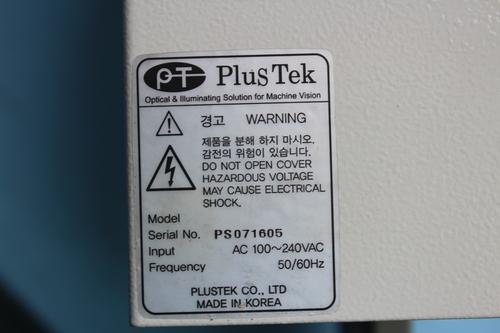 PT PlusTek
Optical & Illuminating Solution for Machine Vision
경고 WARNING
제품을 분해 하지 마시오.
감전의 위험이 있습니다.
DO NOT OPEN COVER
HAZARDOUS VOLTAGE
MAY CAUSE ELECTRICAL
SHOCK.
Model
Serial No. PS071605
Input AC 100~240VAC
Frequency 50/60Hz
PLUSTEK CO., LTD
MADE IN KOREA